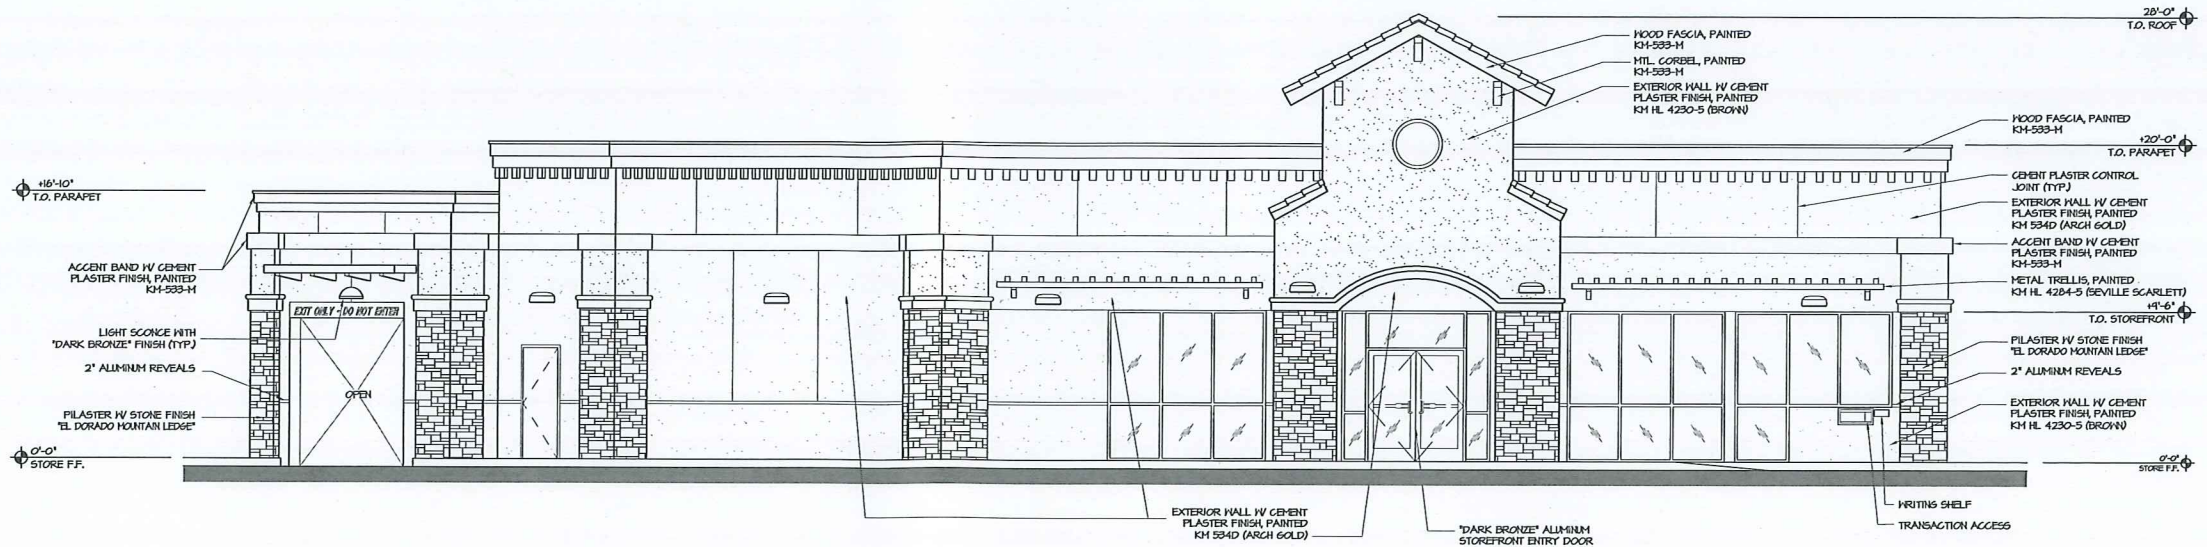 28'-0"
T.O. ROOF
WOOD FASCIA, PAINTED
KM-533-M
MTL. CORBEL, PAINTED
KM-533-M
EXTERIOR WALL W/ CEMENT
PLASTER FINISH, PAINTED
KM HL 4230-5 (BROWN)
WOOD FASCIA, PAINTED
KM-533-M
+20'-0"
T.O. PARAPET
CEMENT PLASTER CONTROL
JOINT (TYP.)
EXTERIOR WALL W/ CEMENT
PLASTER FINISH, PAINTED
KM 534D (ARCH GOLD)
ACCENT BAND W/ CEMENT
PLASTER FINISH, PAINTED
KM-533-M
METAL TRELLIS, PAINTED
KM HL 4284-5 (SEVILLE SCARLETT)
+9'-6"
T.O. STOREFRONT
PILASTER W/ STONE FINISH
"EL DORADO MOUNTAIN LEDGE"
2" ALUMINUM REVEALS
EXTERIOR WALL W/ CEMENT
PLASTER FINISH, PAINTED
KM HL 4230-5 (BROWN)
0'-0"
STORE F.F.
WRITING SHELF
TRANSACTION ACCESS
+16'-10"
T.O. PARAPET
ACCENT BAND W/ CEMENT
PLASTER FINISH, PAINTED
KM-533-M
LIGHT SCONCE WITH
"DARK BRONZE" FINISH (TYP.)
2" ALUMINUM REVEALS
PILASTER W/ STONE FINISH
"EL DORADO MOUNTAIN LEDGE"
0'-0"
STORE F.F.
EXIT ONLY - DO NOT ENTER
OPEN
EXTERIOR WALL W/ CEMENT
PLASTER FINISH, PAINTED
KM 534D (ARCH GOLD)
"DARK BRONZE" ALUMINUM
STOREFRONT ENTRY DOOR